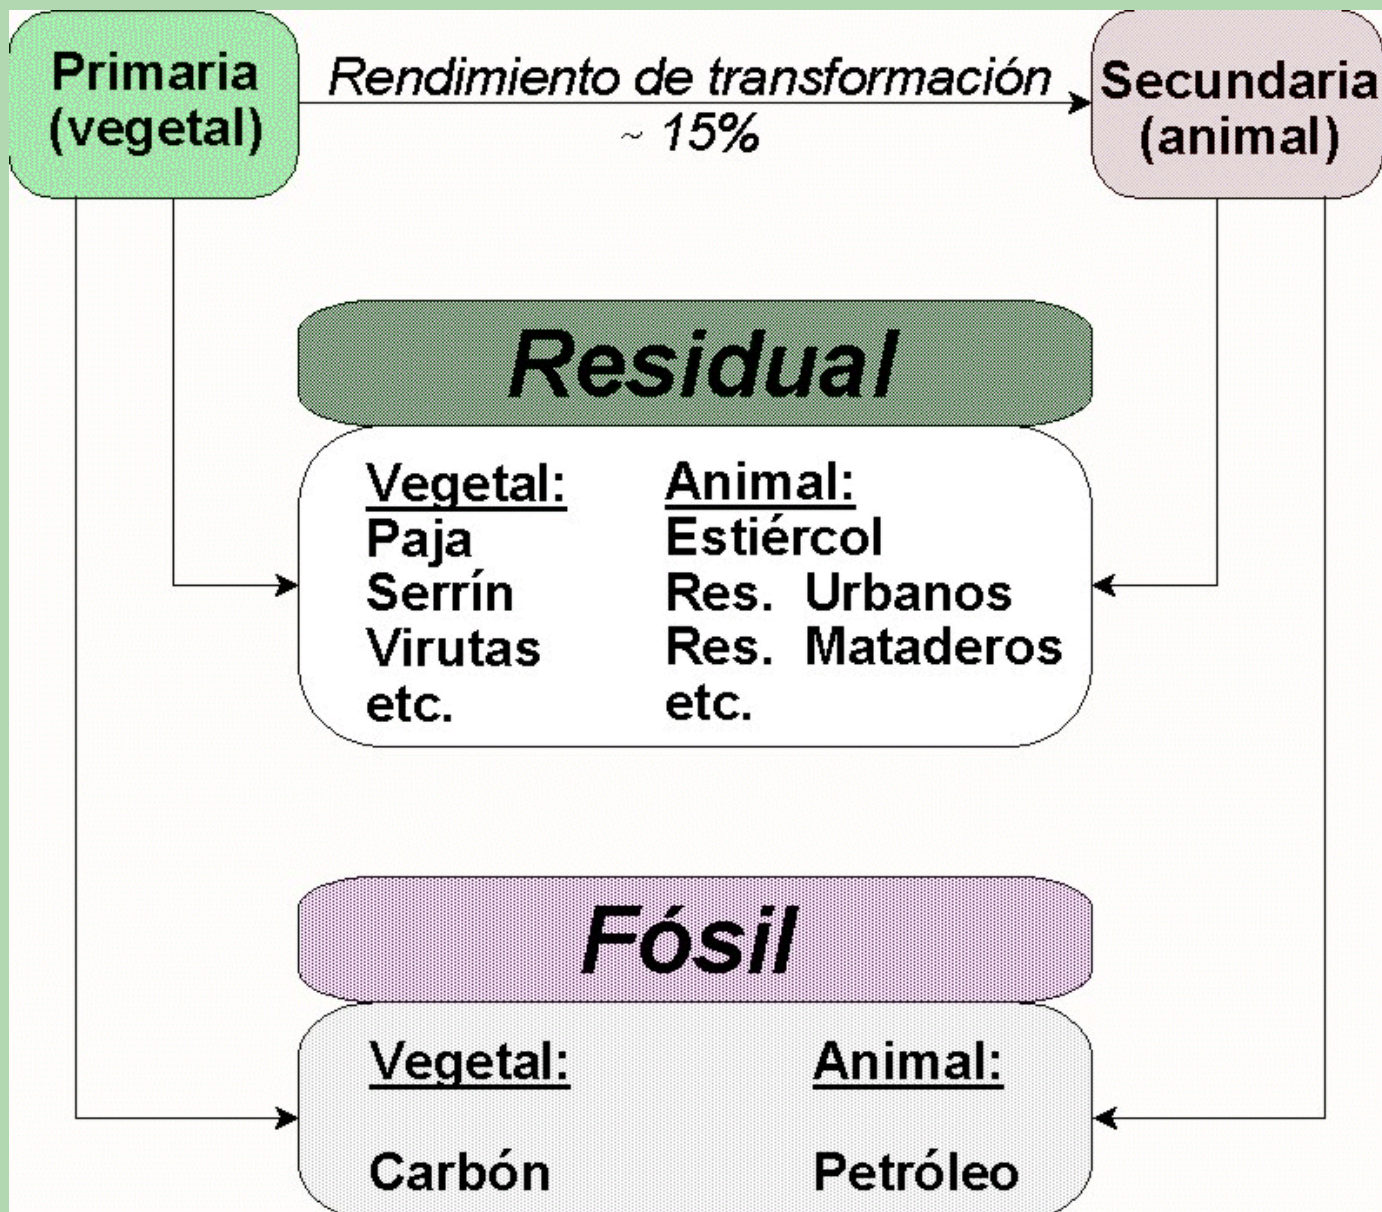 Primaria
(vegetal)
Rendimiento de transformación
~ 15%
Secundaria
(animal)
Residual
Vegetal:
Paja
Serrín
Virutas
etc.
Animal:
Estiércol
Res. Urbanos
Res. Mataderos
etc.
Fósil
Vegetal:
Carbón
Animal:
Petróleo